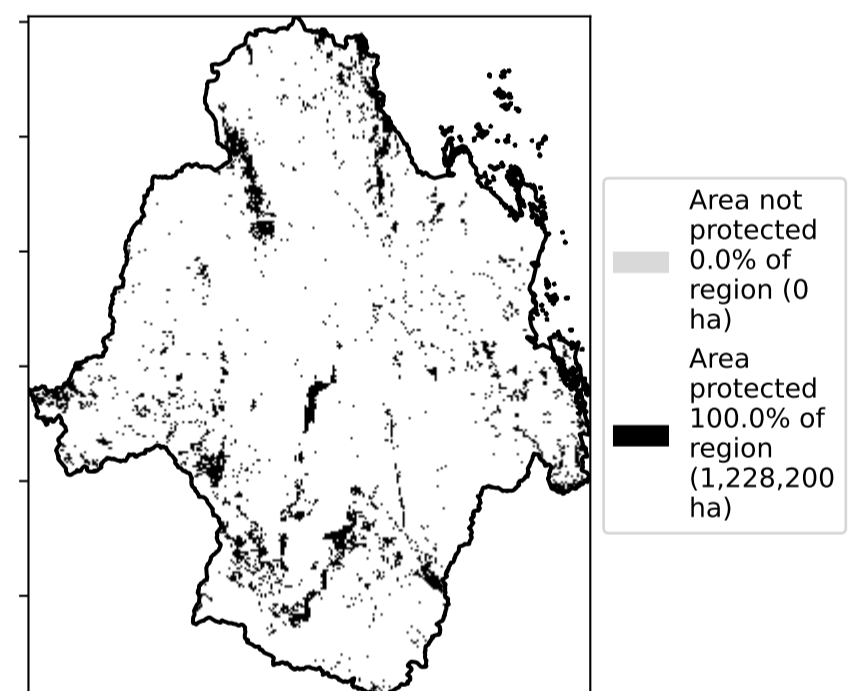 Area not
protected
0.0% of
region (0
ha)
Area
protected
100.0% of
region
(1,228,200
ha)